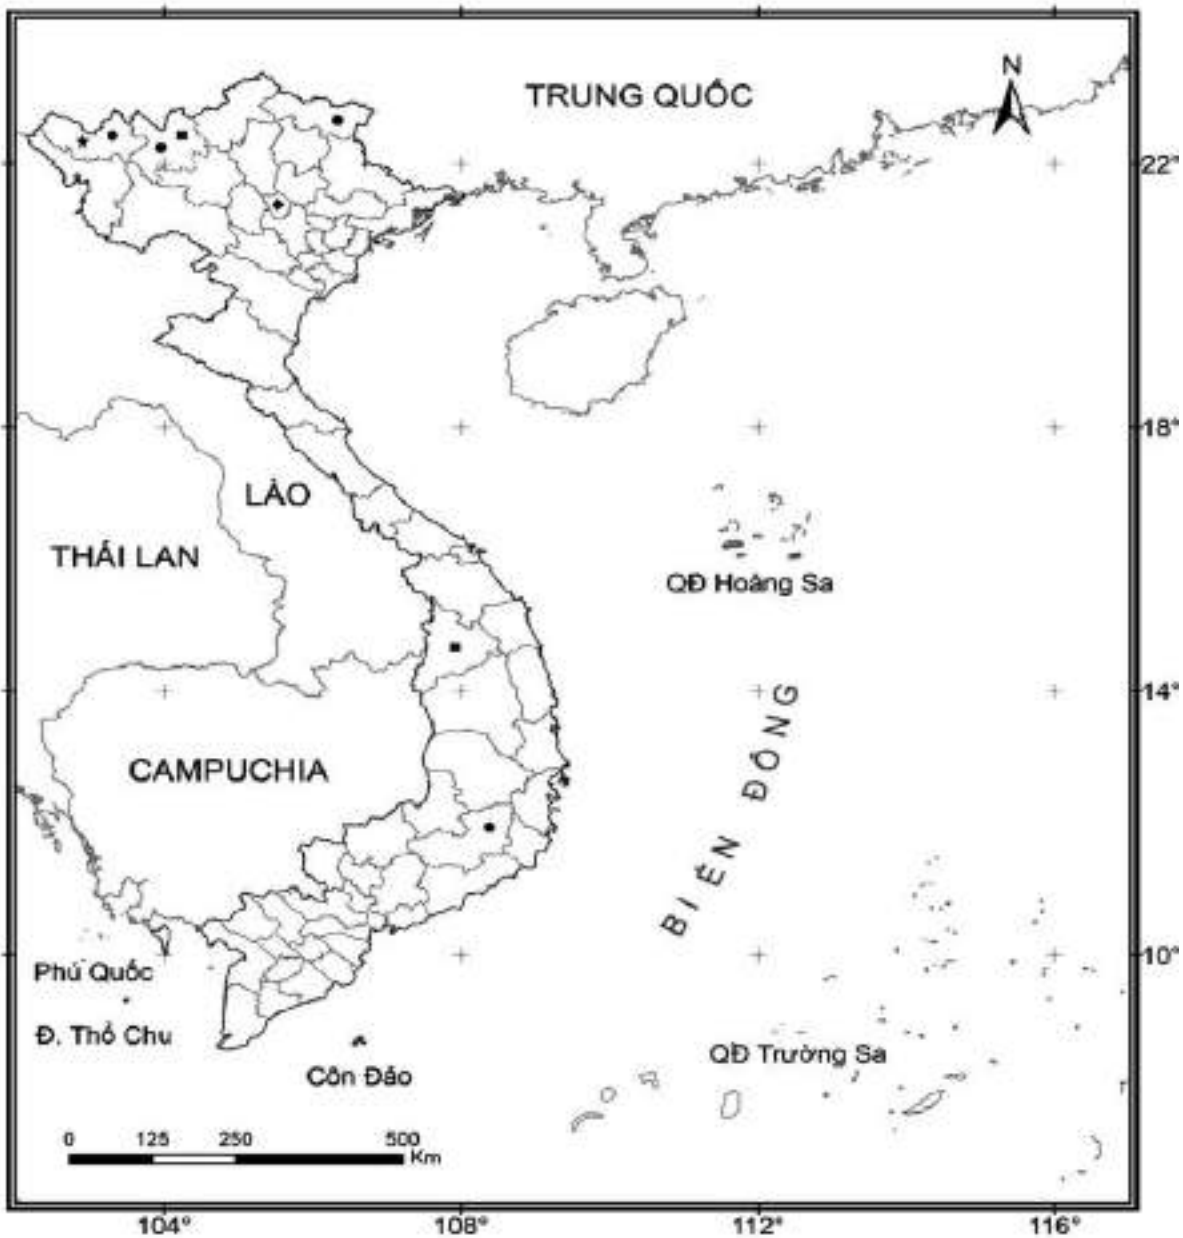 TRUNG QUỐC
N
22°
18°
LÀO
THÁI LAN
QĐ Hoàng Sa
14°
CAMPUCHIA
BIỂN ĐÔNG
10°
Phú Quốc
Đ. Thổ Chu
QĐ Trường Sa
Côn Đảo
0 125 250 500
Km
104° 108° 112° 116°